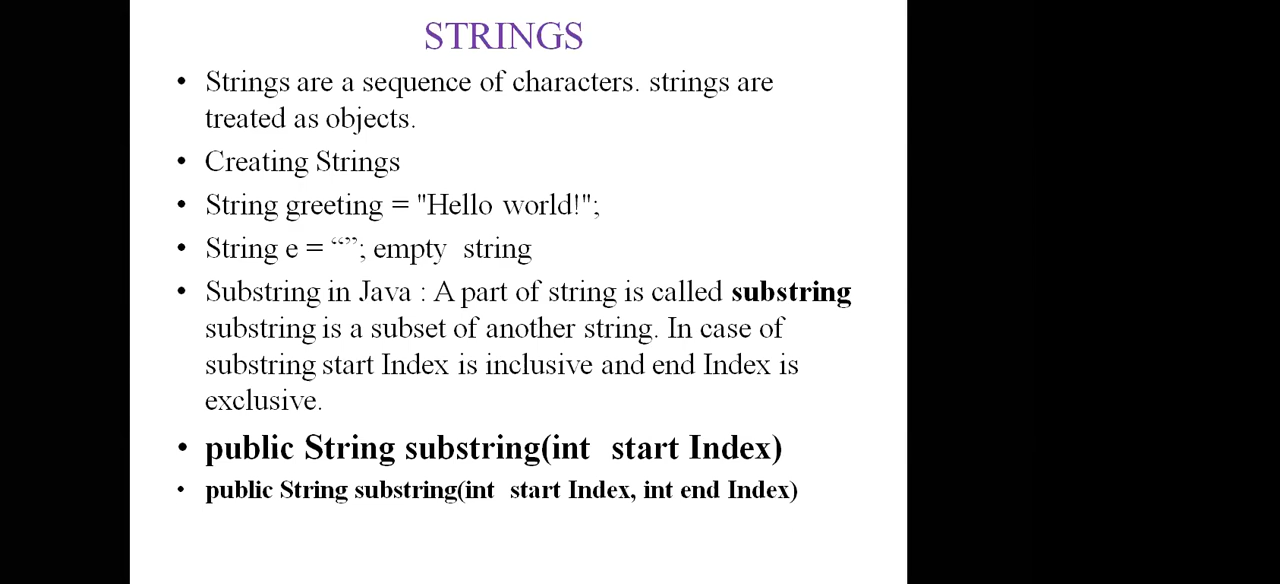 STRINGS
• Strings are a sequence of characters. strings are
treated as objects.
• Creating Strings
• String greeting = "Hello world!";
• String e = “”; empty  string
• Substring in Java : A part of string is called substring
substring is a subset of another string. In case of
substring start Index is inclusive and end Index is
exclusive.
• public String substring(int  start Index)
• public String substring(int  start Index, int end Index)